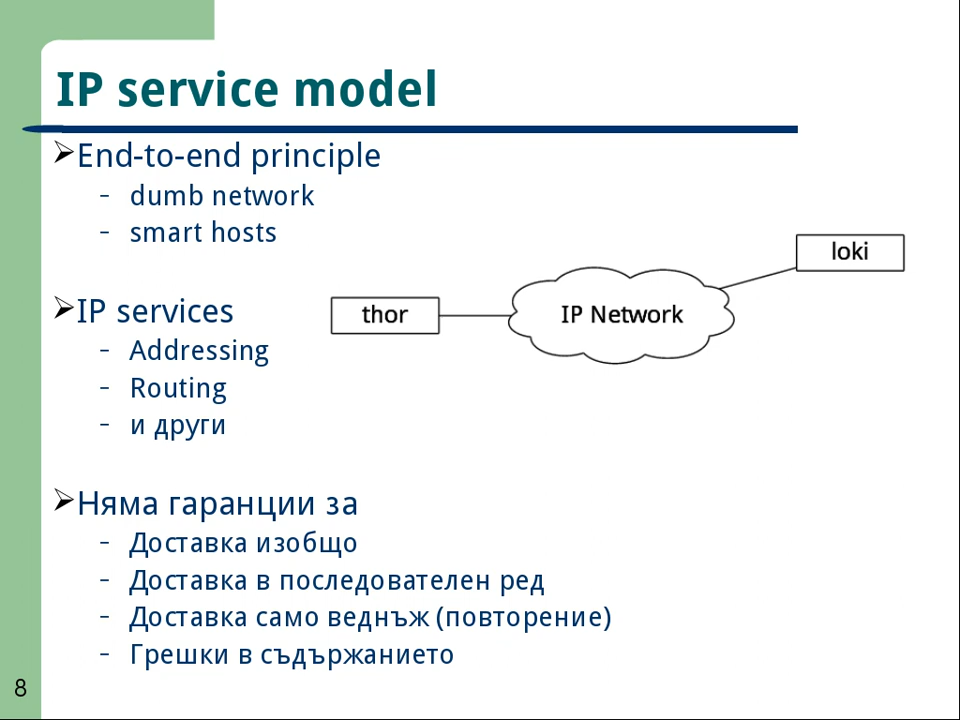 IP service model
End-to-end principle
- dumb network
- smart hosts
IP services
- Addressing
- Routing
- и други
Няма гаранции за
- Доставка изобщо
- Доставка в последователен ред
- Доставка само веднъж (повторение)
- Грешки в съдържанието
thor
IP Network
loki
8